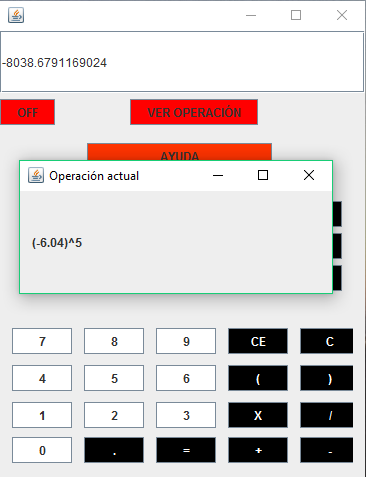 -8038.6791169024
OFF VER OPERACIÓN
AYUDA
Operación actual
(-6.04)^5
7 8 9 CE C
4 5 6 ( )
1 2 3 X /
0 . = + -